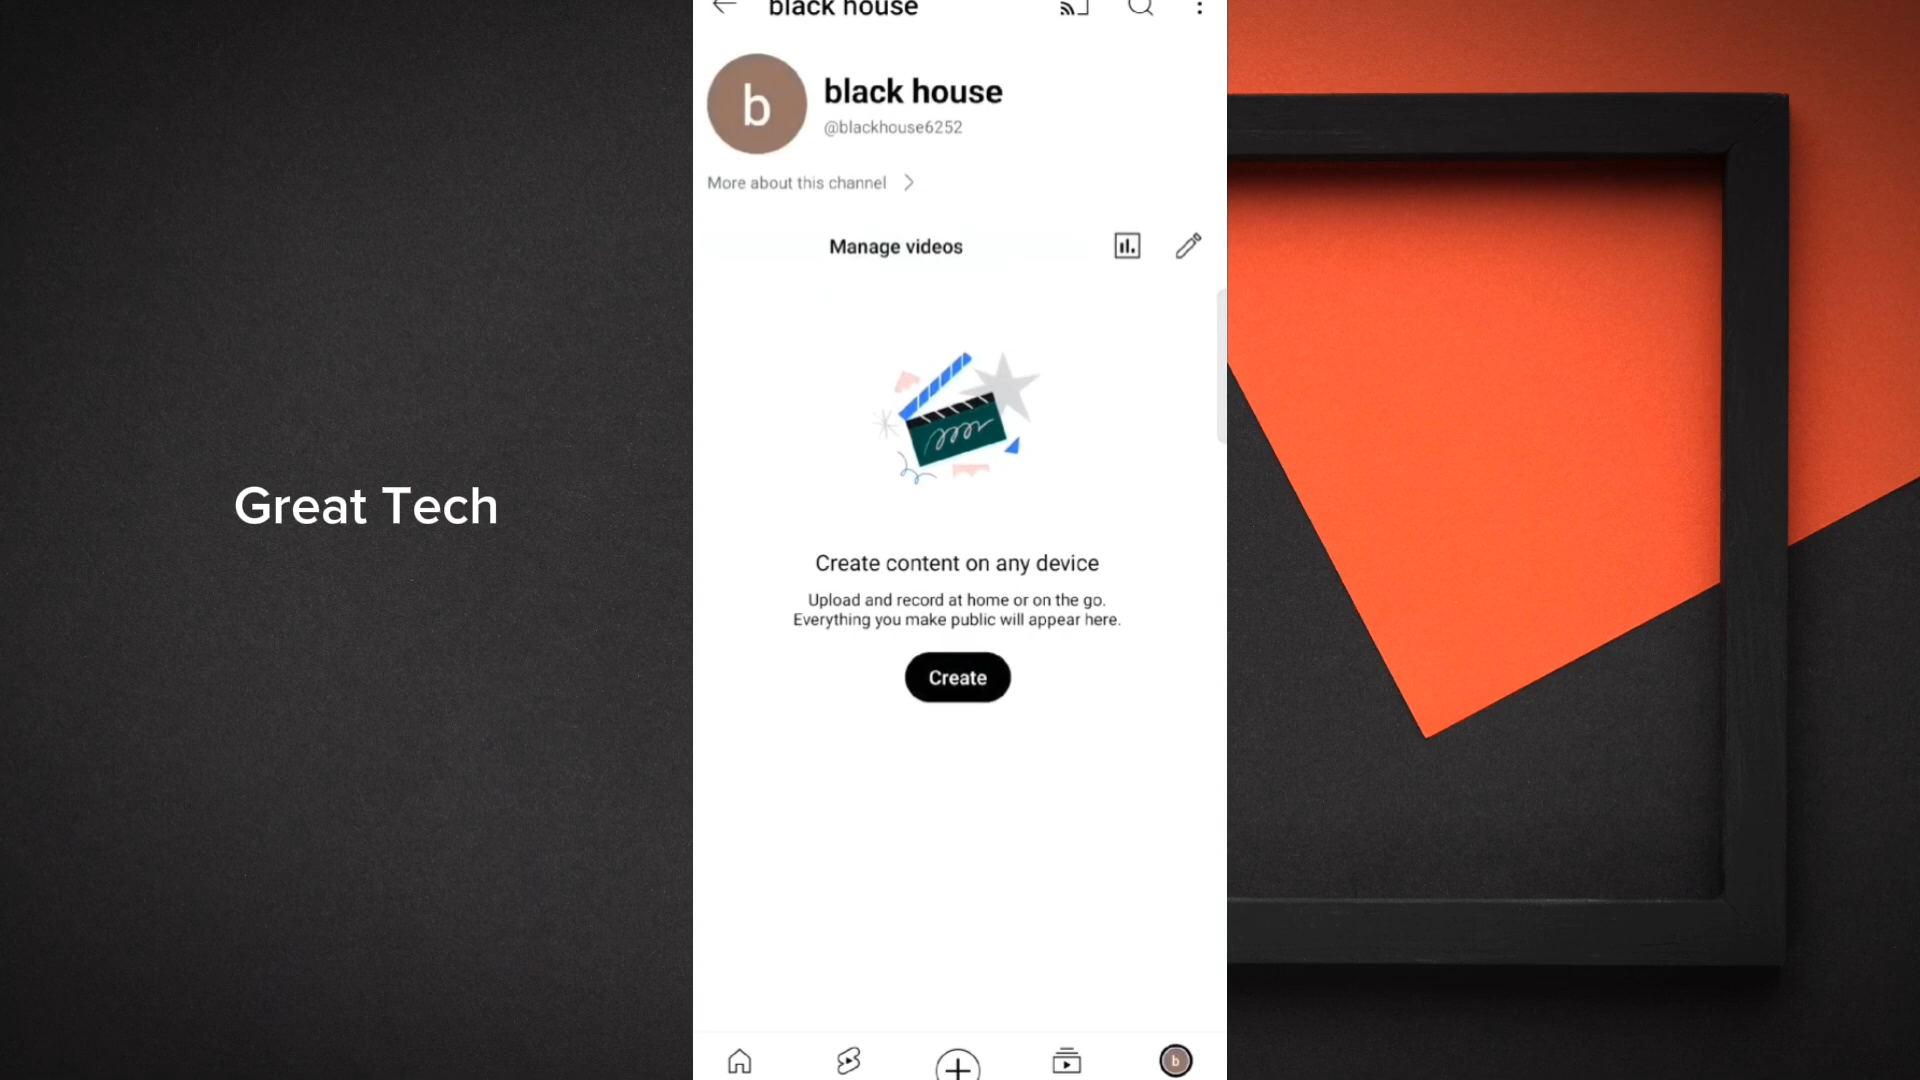 black house
b
black house
@blackhouse6252
More about this channel
Manage videos
Great Tech
Create content on any device
Upload and record at home or on the go.
Everything you make public will appear here.
Create
b